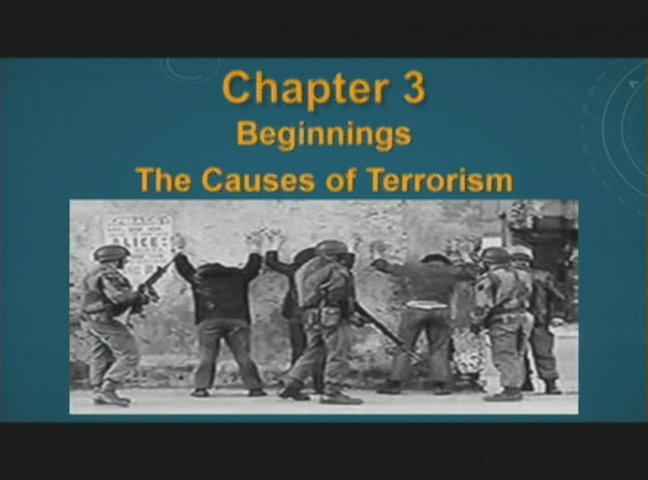 Chapter 3
Beginnings
The Causes of Terrorism